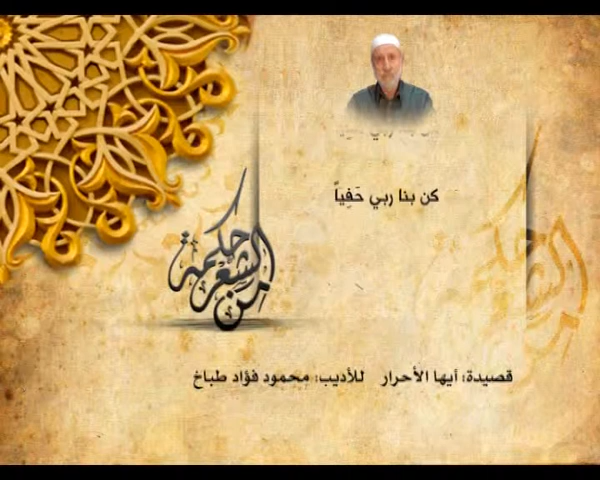 كن بنا ربي حَفِياً
من الشعر حكمة
قصيدة: أيها الأحرار للأديب: محمود فؤاد طباخ